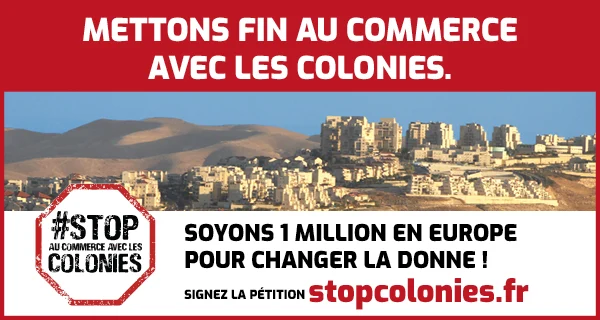 METTONS FIN AU COMMERCE
AVEC LES COLONIES.
#STOP
AU COMMERCE AVEC LES
COLONIES
SOYONS 1 MILLION EN EUROPE
POUR CHANGER LA DONNE !
SIGNEZ LA PÉTITION stopcolonies.fr